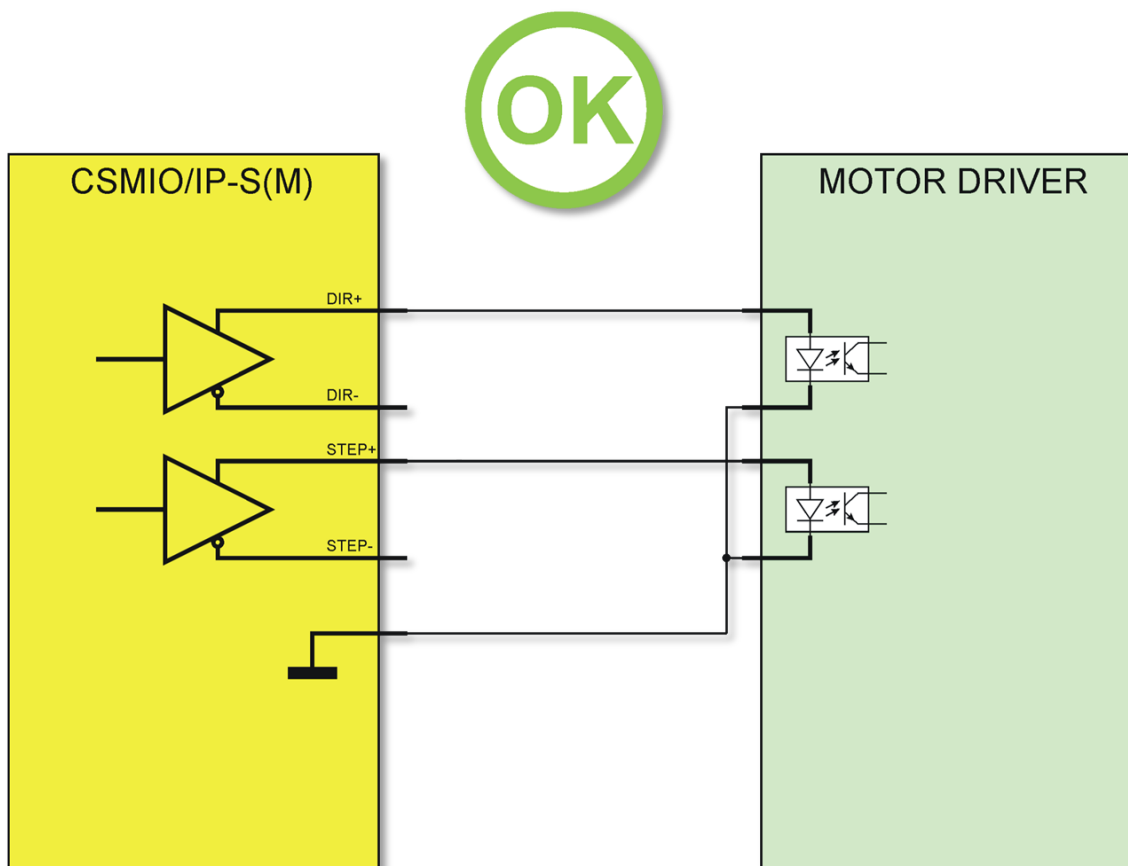 OK
CSMIO/IP-S(M)
MOTOR DRIVER
DIR+
DIR-
STEP+
STEP-